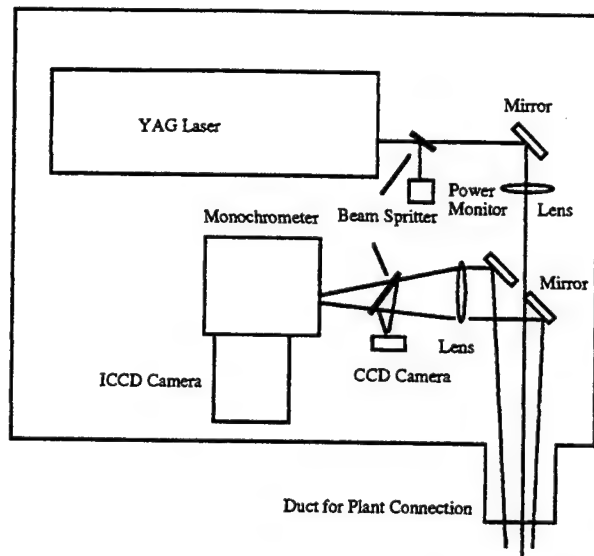 YAG Laser
Mirror
Power
Monitor
Lens
Beam Spritter
Monochrometer
Mirror
Lens
ICCD Camera
CCD Camera
Duct for Plant Connection